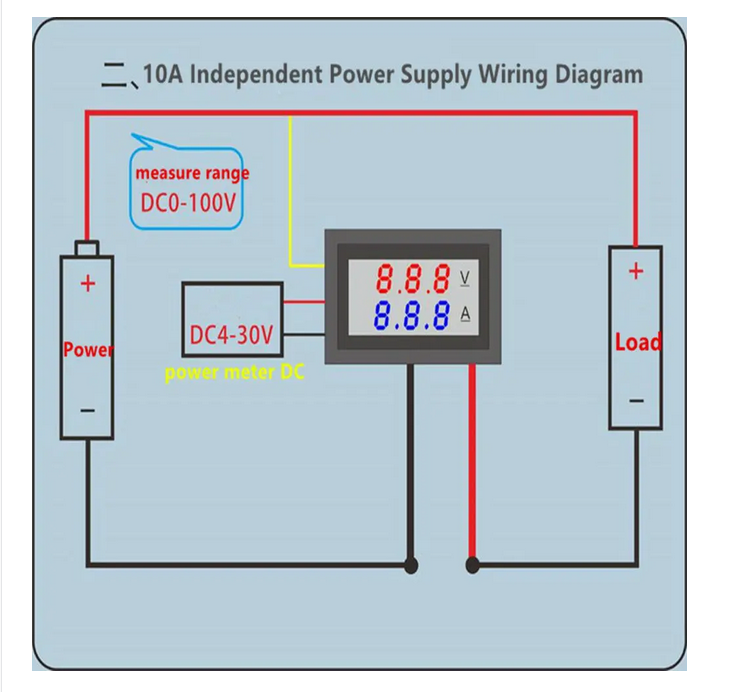 二、10A Independent Power Supply Wiring Diagram
measure range
DC0-100V
+
Power
−
DC4-30V
power meter DC
8.8.8 V
8.8.8 A
+
Load
−